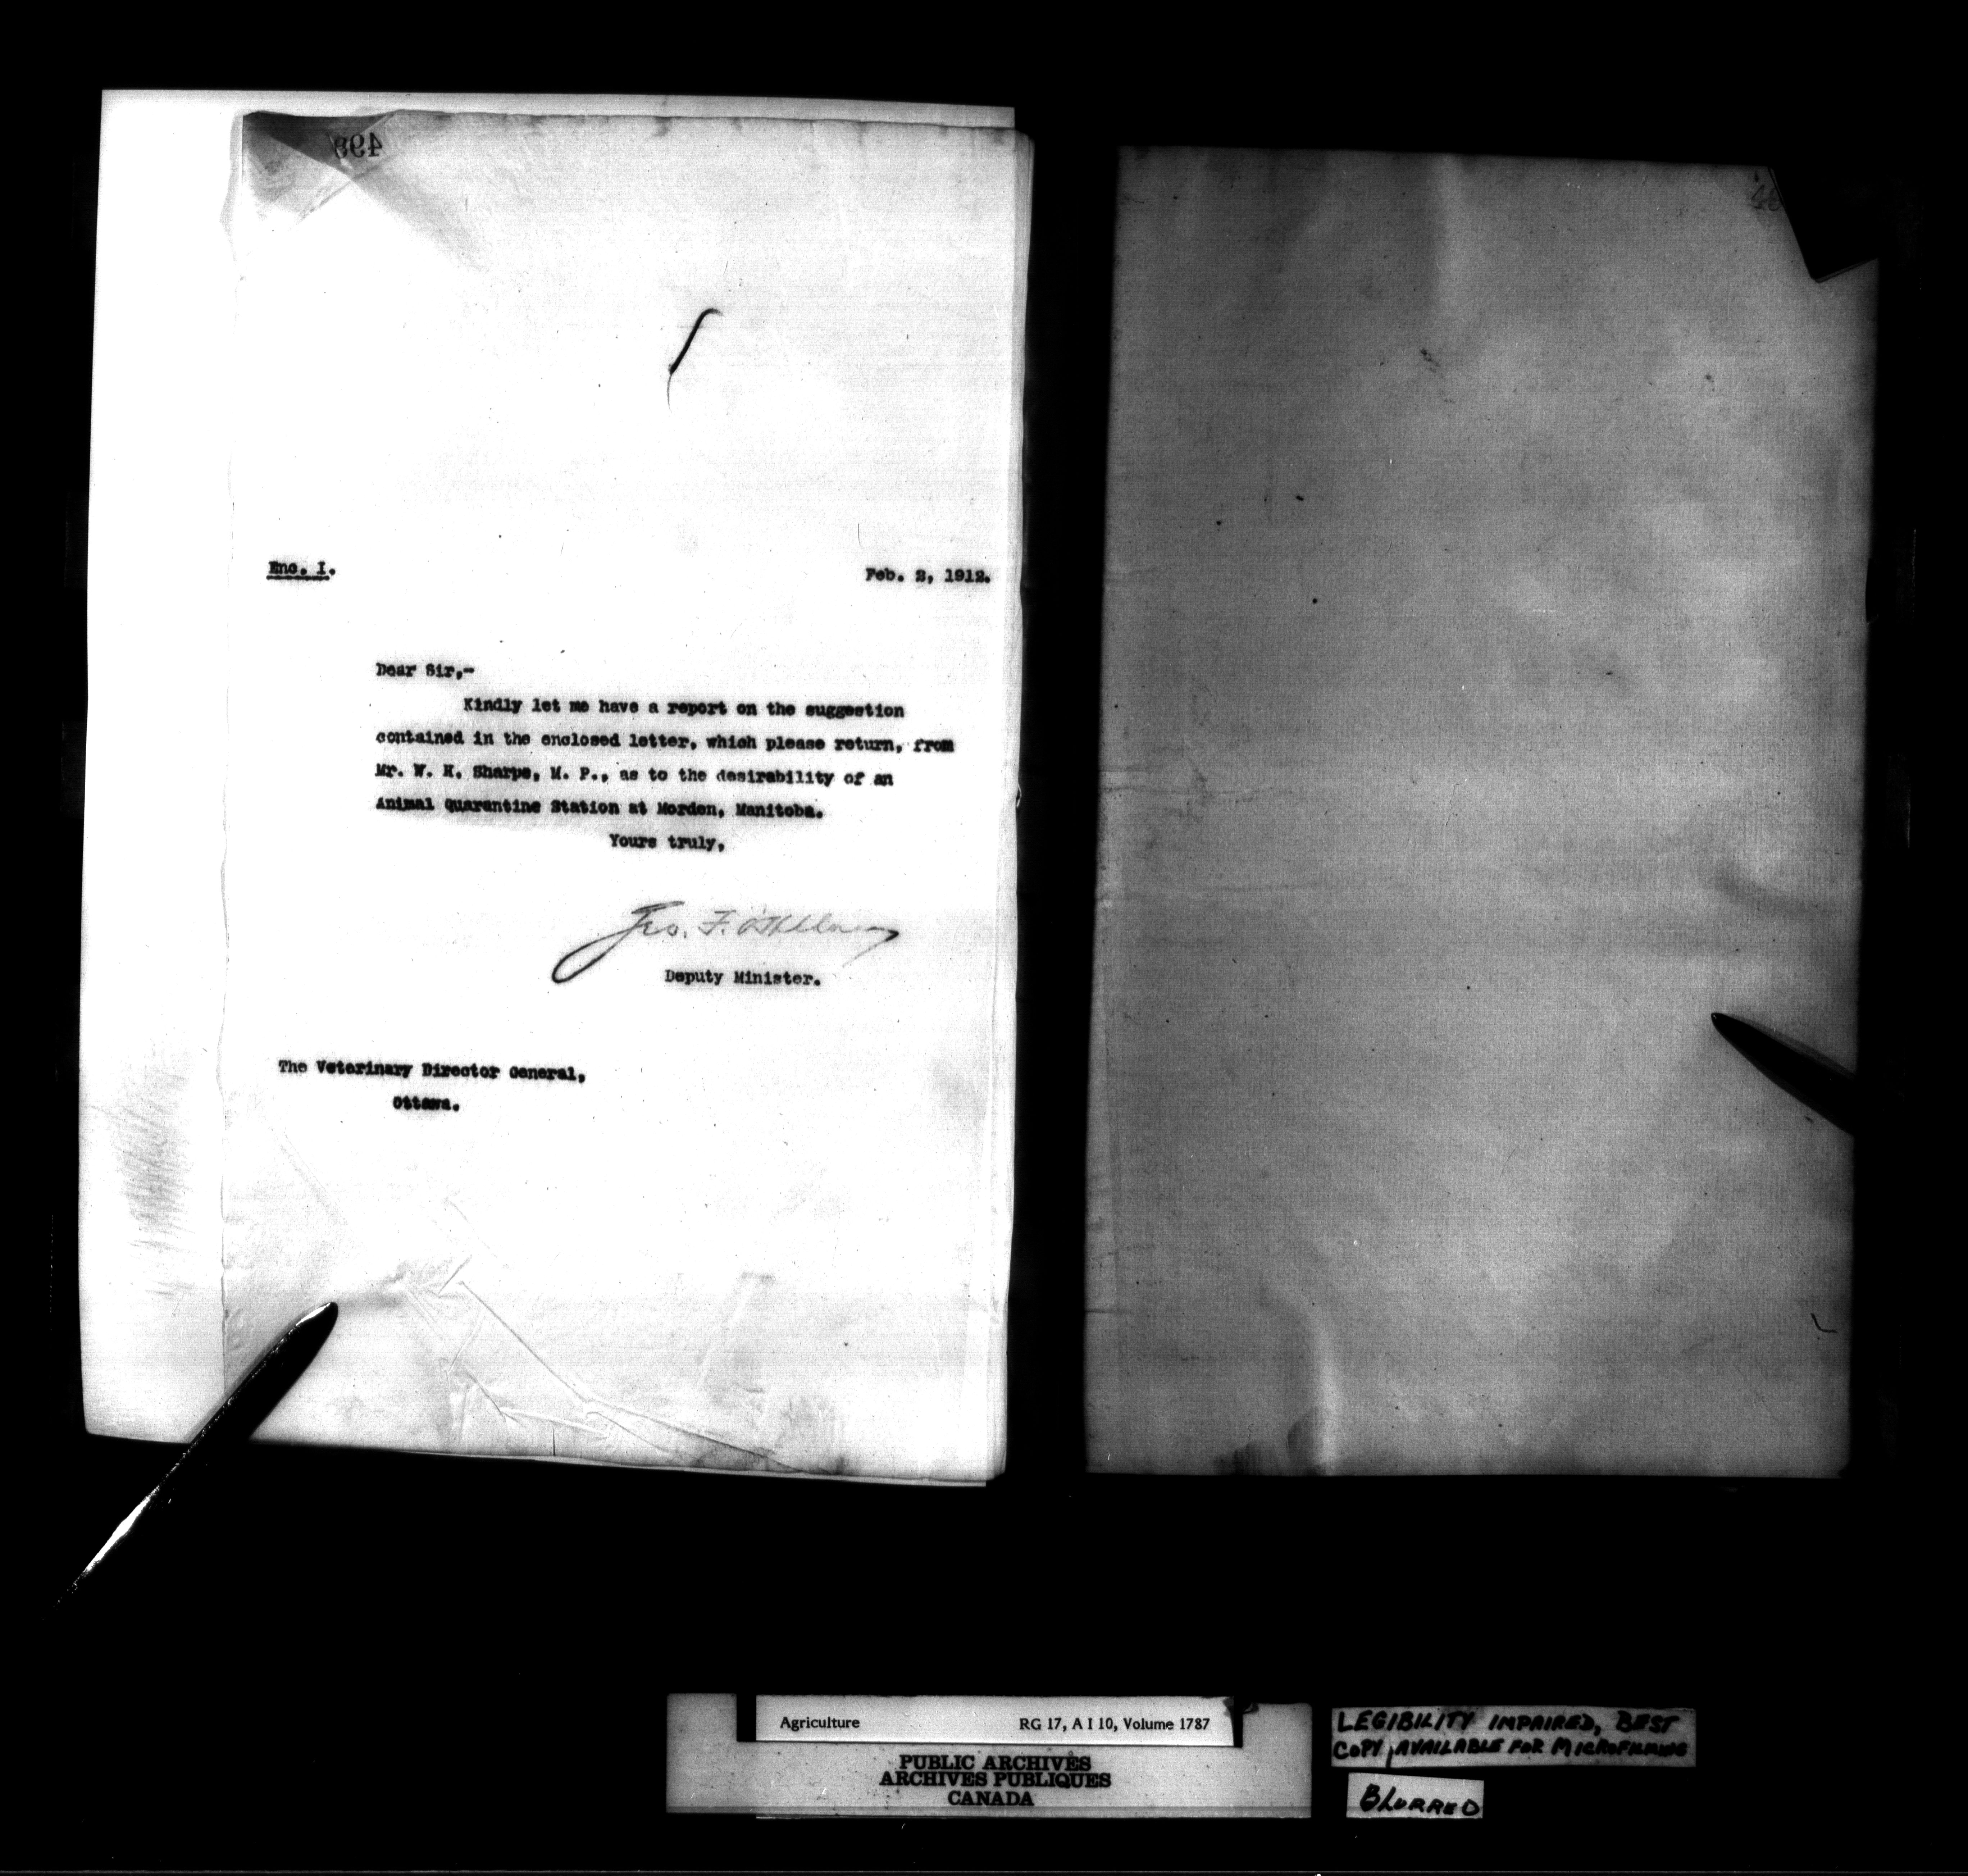 498
Enc. I.
Feb. 2, 1912.
Dear Sir,-
Kindly let me have a report on the suggestion
contained in the enclosed letter, which please return, from
Mr. W. H. Sharpe, M. P., as to the desirability of an
Animal Quarantine Station at Morden, Manitoba.
Yours truly,
Geo. F. O'Halloran
Deputy Minister.
The Veterinary Director General,
Ottawa.
Agriculture RG 17, A I 10, Volume 1787
PUBLIC ARCHIVES
ARCHIVES PUBLIQUES
CANADA
LEGIBILITY IMPAIRED, BEST
COPY AVAILABLE FOR MICROFILMING
BLURRED